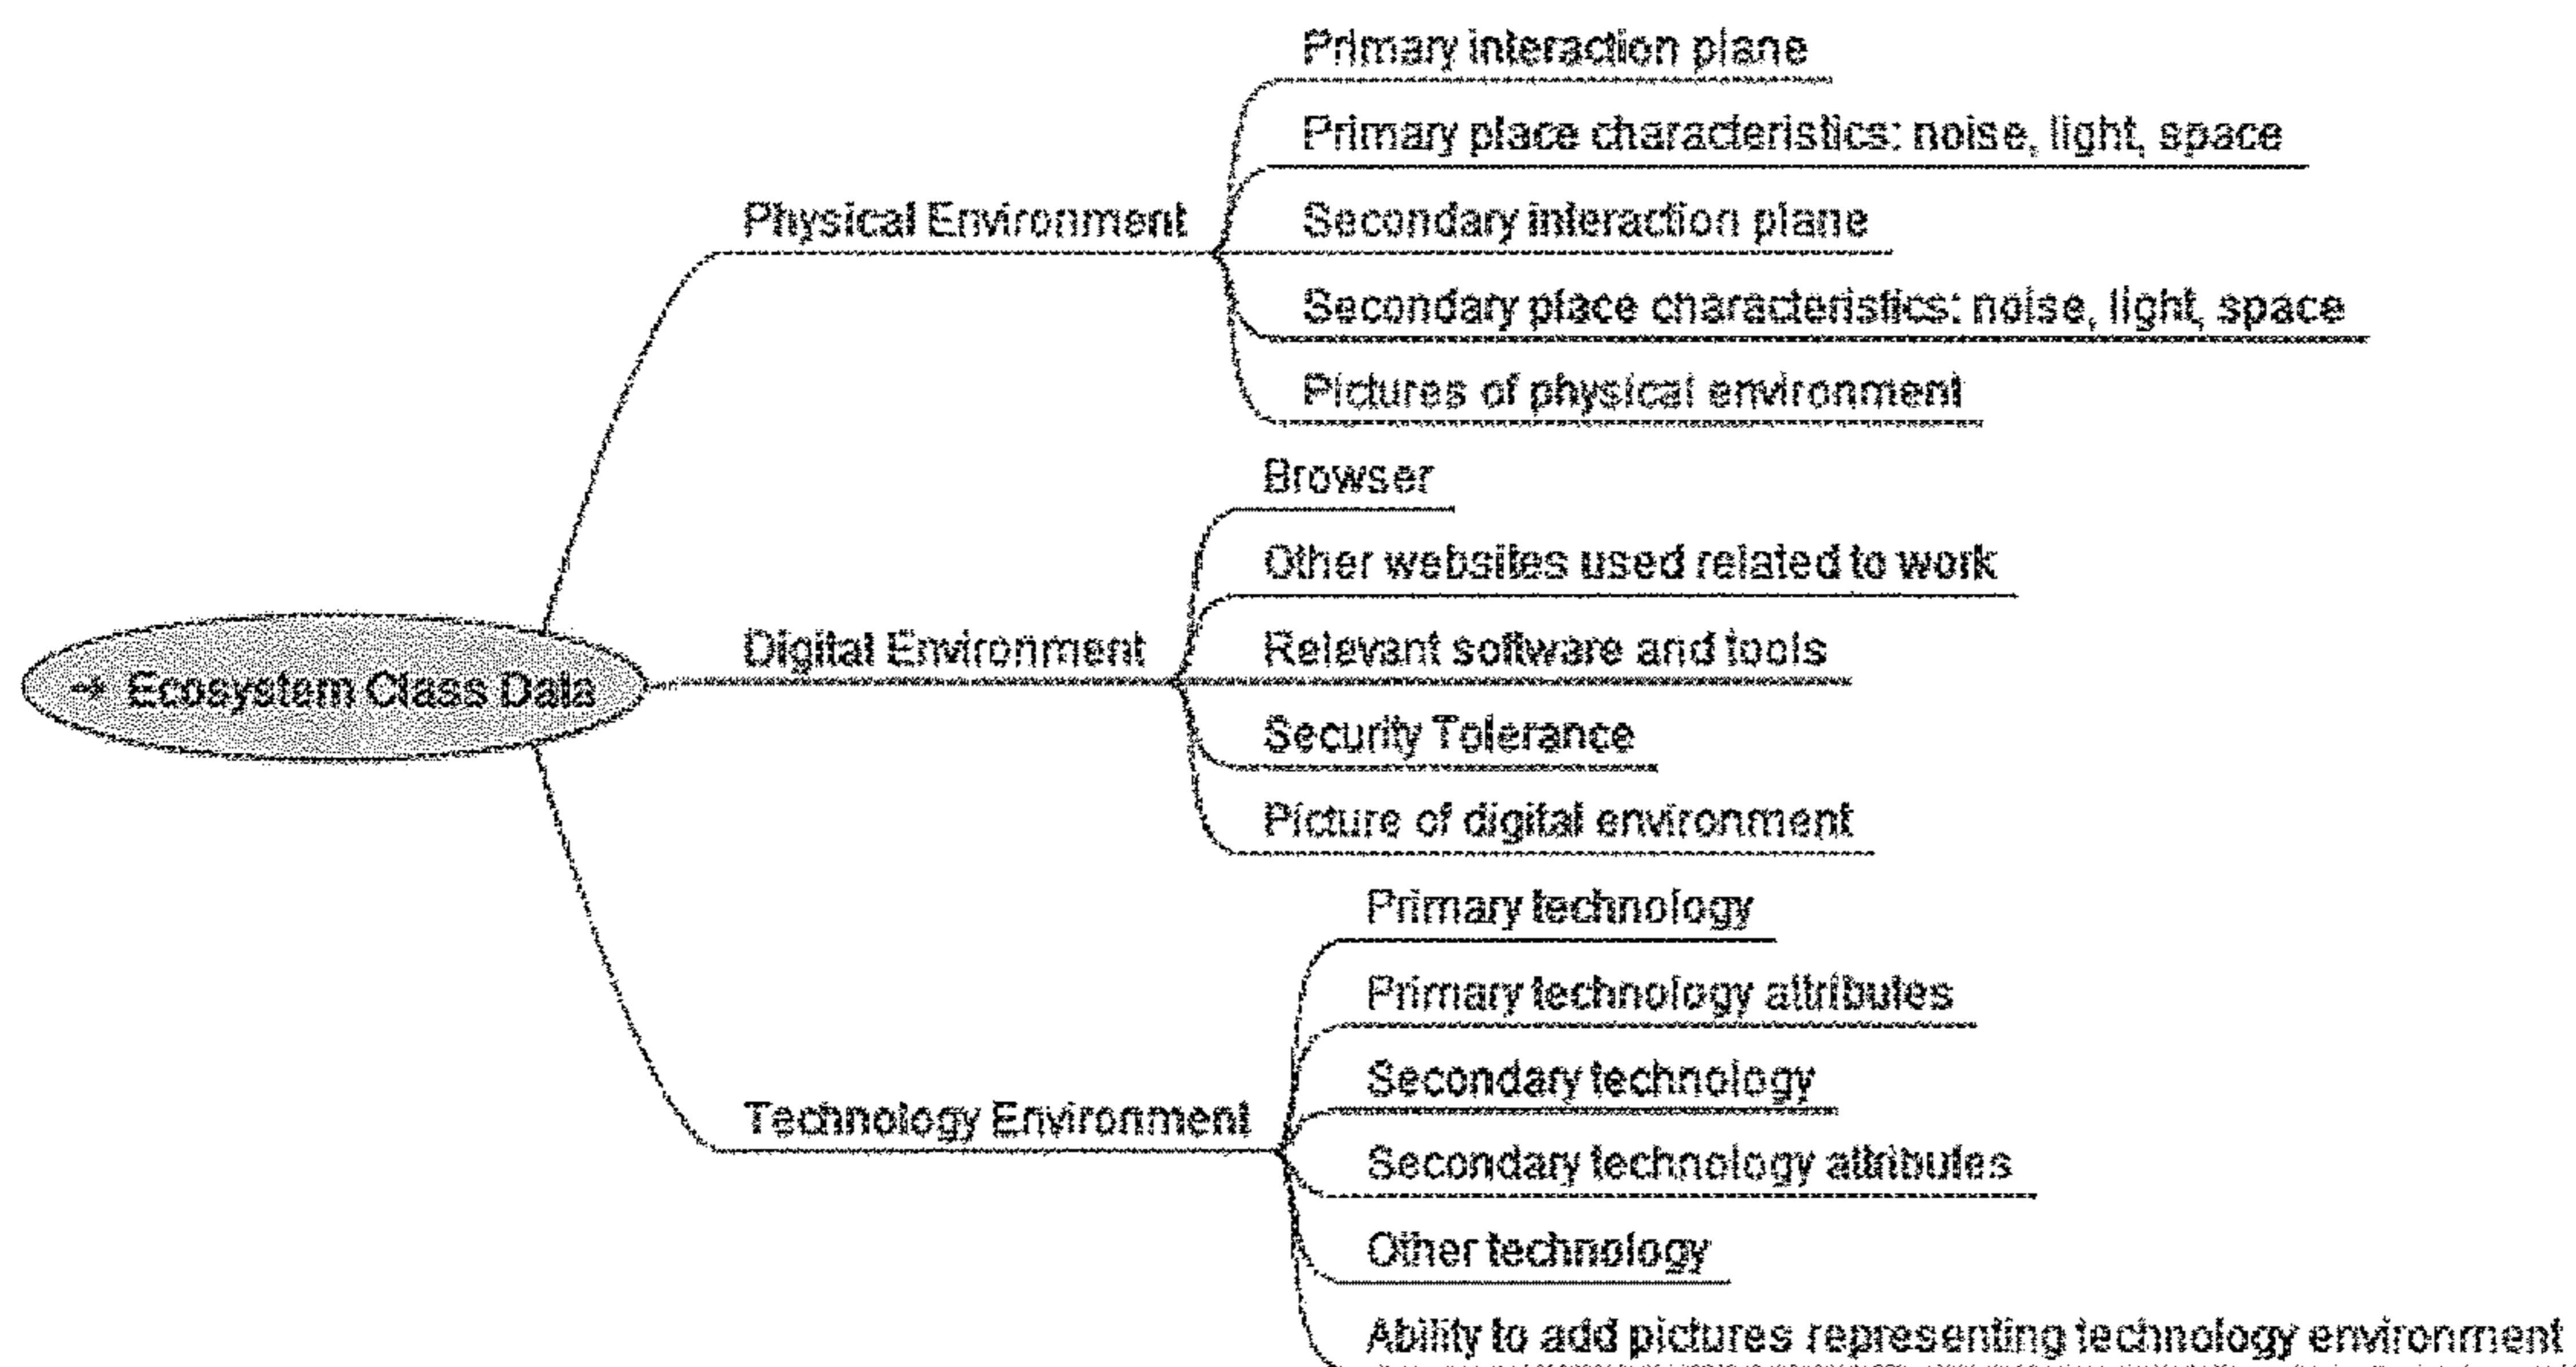 Primary interaction plane
Primary place characteristics: noise, light, space
Physical Environment
Secondary interaction plane
Secondary place characteristics: noise, light, space
Pictures of physical environment
Browser
Other websites used related to work
Digital Environment
Relevant software and tools
→ Ecosystem Class Data
Security Tolerance
Picture of digital environment
Primary technology
Primary technology attributes
Secondary technology
Technology Environment
Secondary technology attributes
Other technology
Ability to add pictures representing technology environment